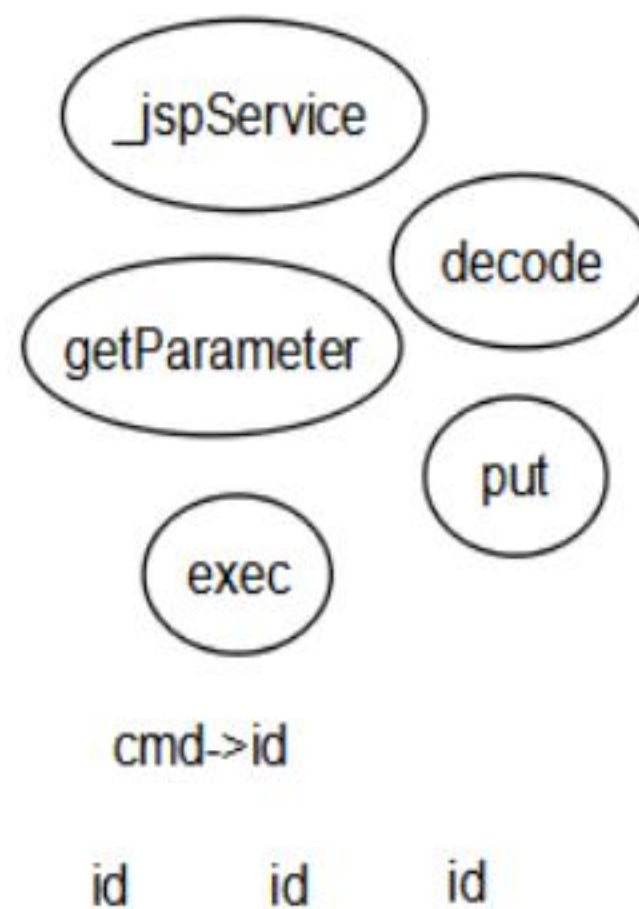 _jspService
decode
getParameter
put
exec
cmd->id
id id id